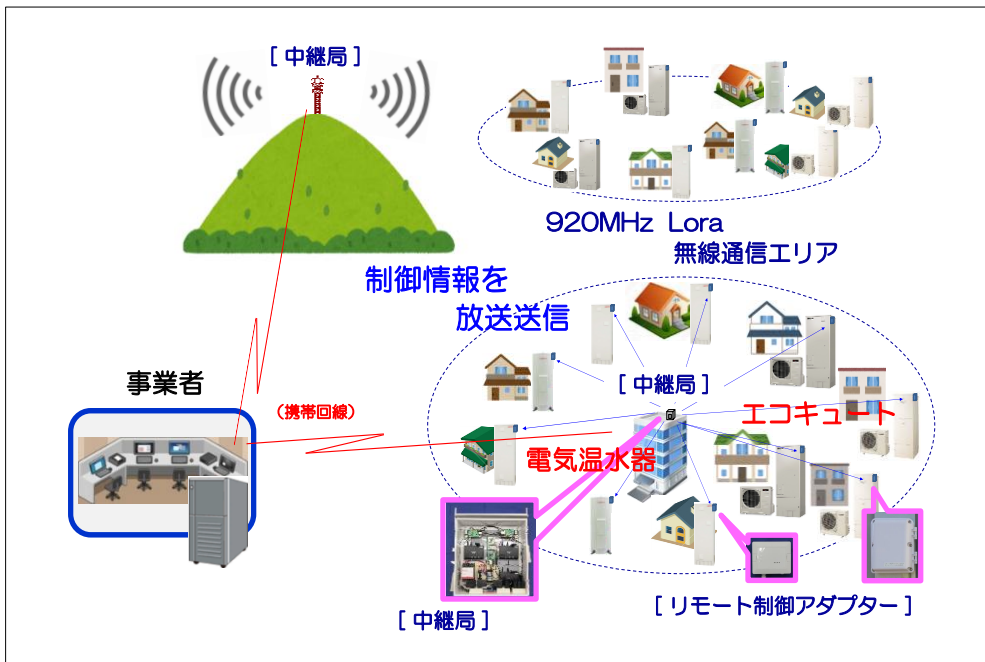 [ 中継局 ]
920MHz Lora
無線通信エリア
制御情報を
放送送信
事業者
（携帯回線）
[ 中継局 ]
エコキュート
電気温水器
[ 中継局 ]
[ リモート制御アダプター ]